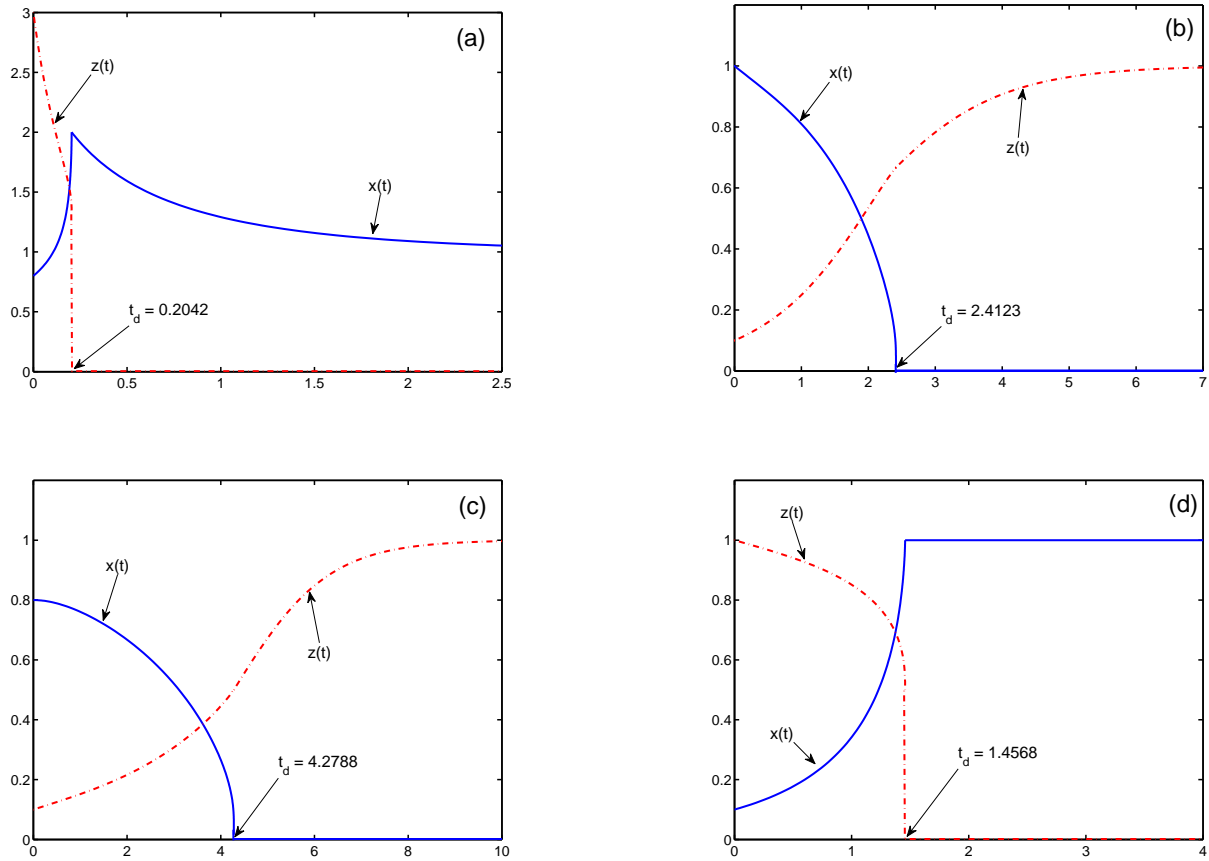 (a)
3
2.5
2
1.5
1
0.5
0
z(t)
x(t)
t_d = 0.2042
0 0.5 1 1.5 2 2.5
(b)
1
0.8
0.6
0.4
0.2
0
x(t)
z(t)
t_d = 2.4123
0 1 2 3 4 5 6 7
(c)
1
0.8
0.6
0.4
0.2
0
x(t)
z(t)
t_d = 4.2788
0 2 4 6 8 10
(d)
1
0.8
0.6
0.4
0.2
0
z(t)
x(t)
t_d = 1.4568
0 1 2 3 4